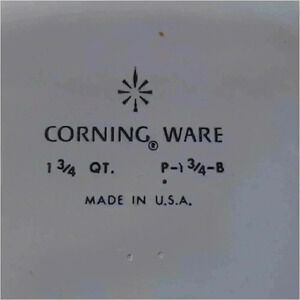 CORNING® WARE
1 3/4 QT. P-1 3/4-B
MADE IN U.S.A.